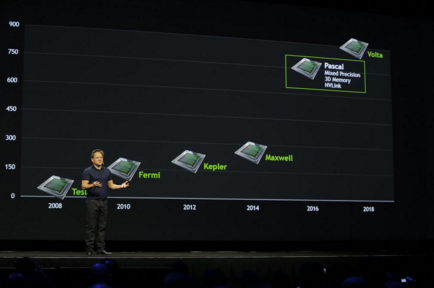 900
Volta
750
Pascal
Mixed Precision
3D Memory
NVLink
600
450
300
Maxwell
150
Kepler
Fermi
Tes
0
2008
2010
2012
2014
2016
2018